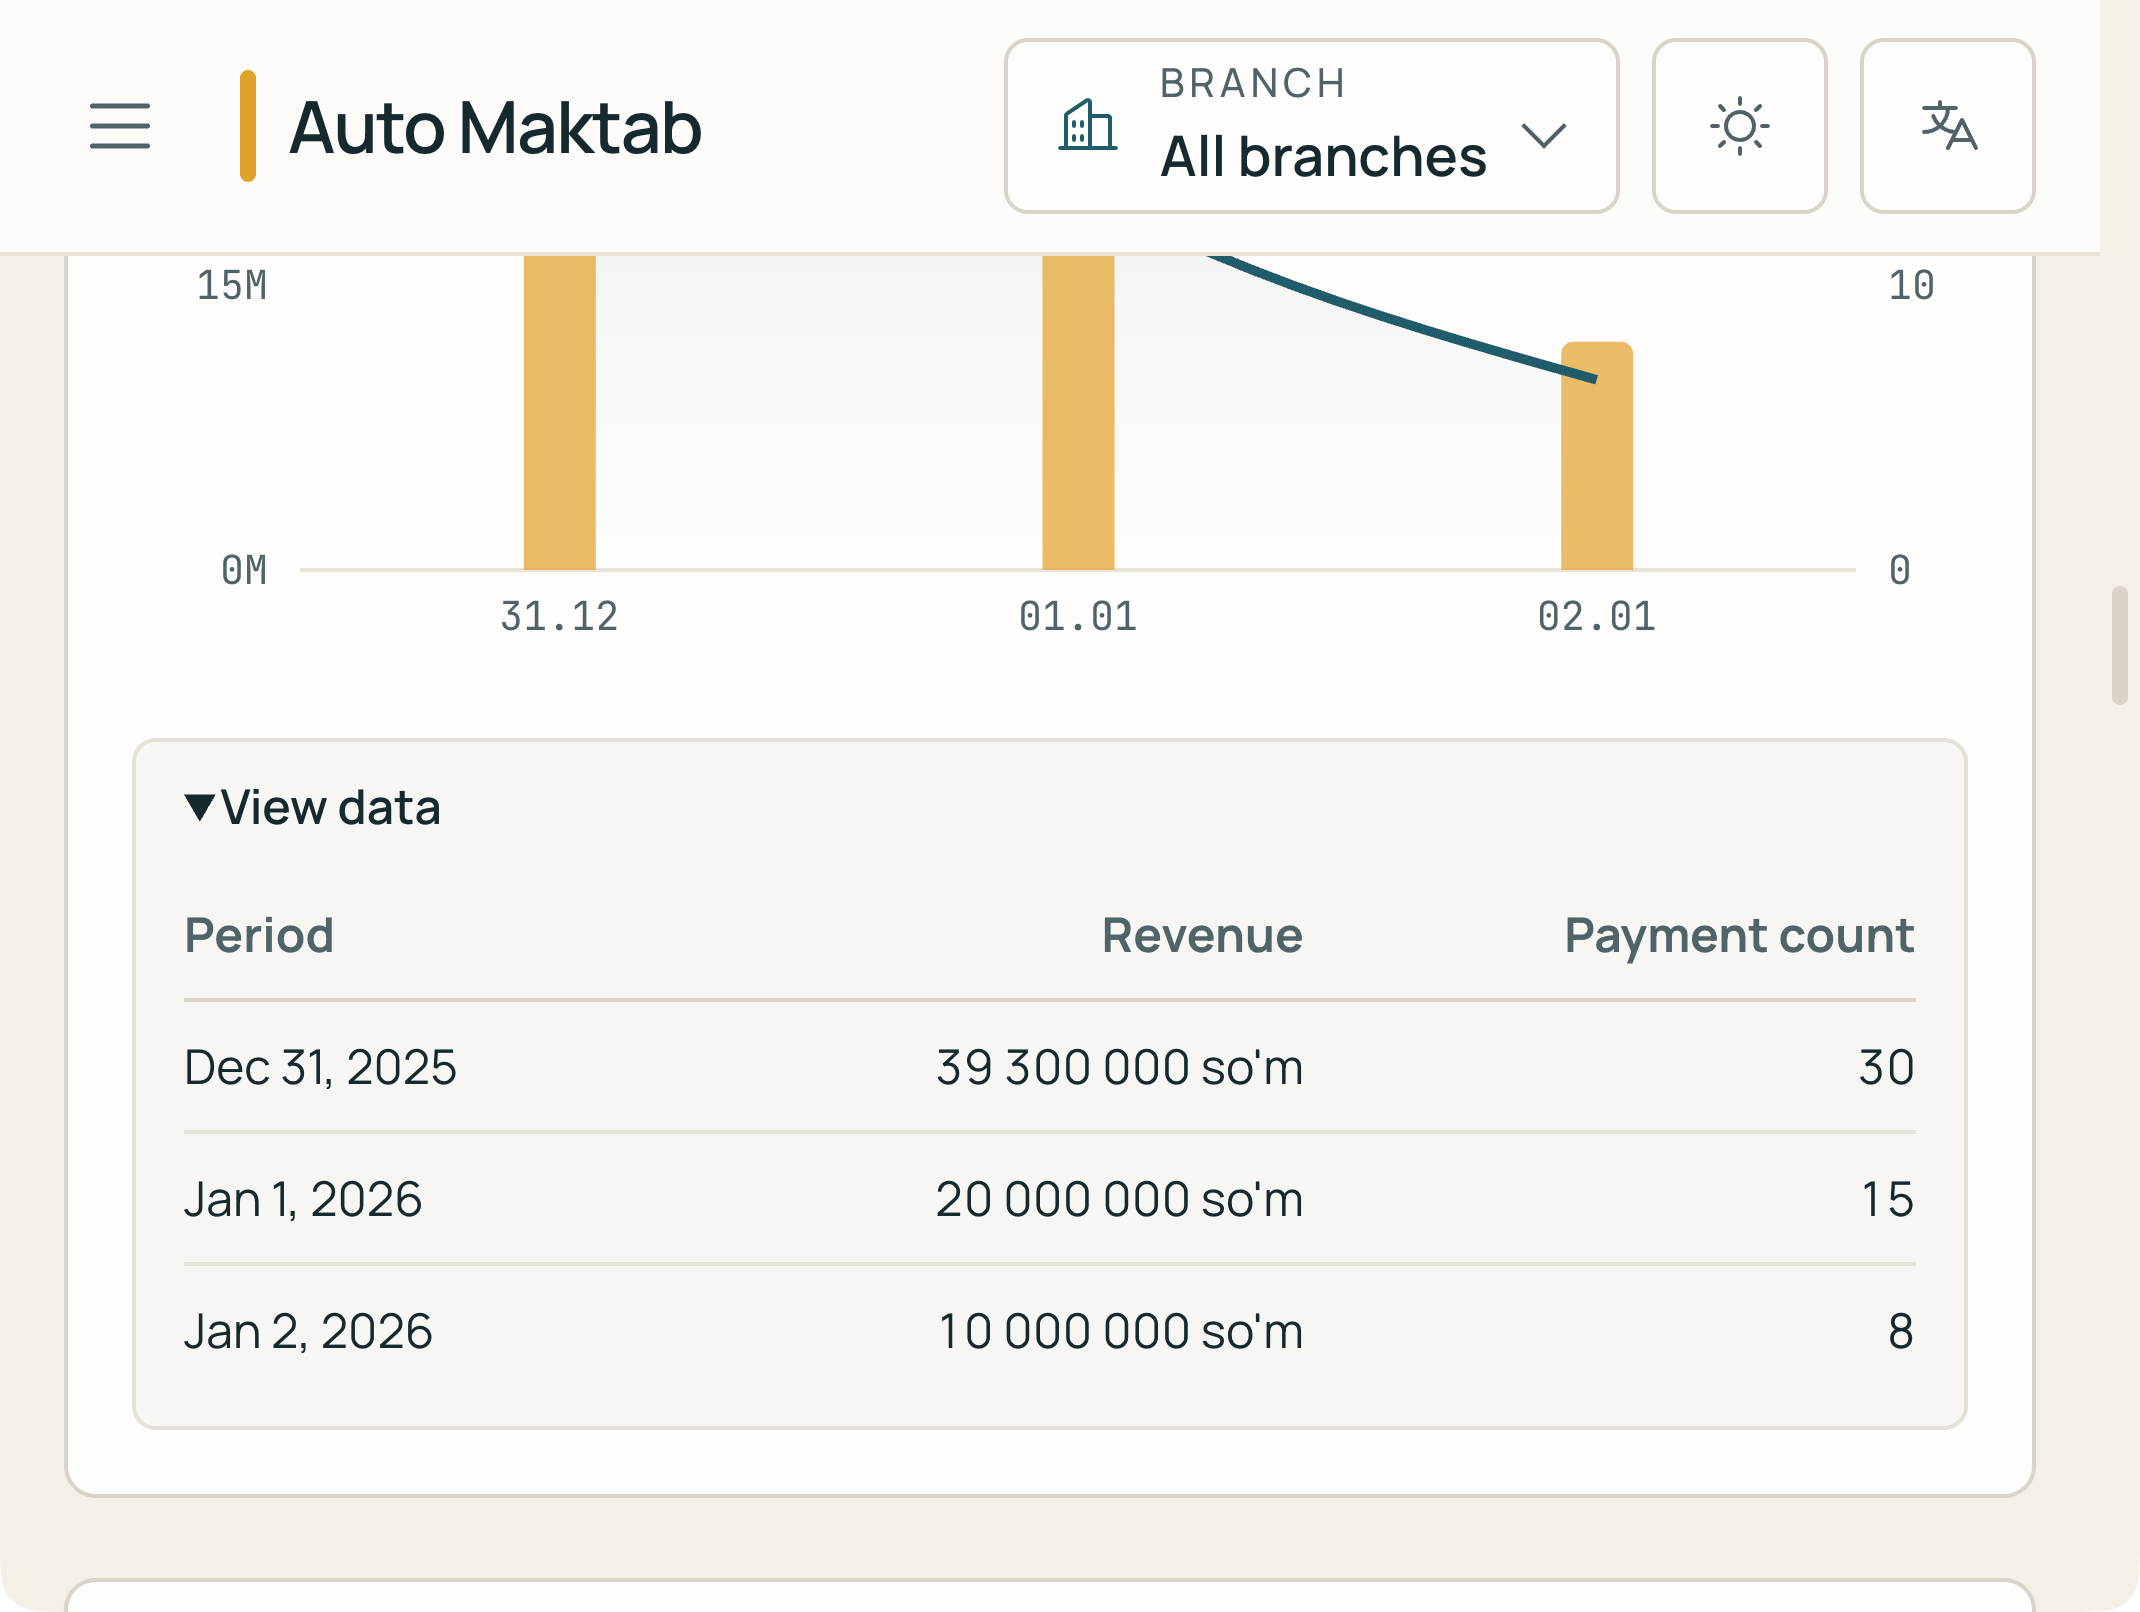 Auto Maktab
BRANCH
All branches
15M
10
0M
0
31.12
01.01
02.01
▼View data
Period Revenue Payment count
Dec 31, 2025 39 300 000 so'm 30
Jan 1, 2026 20 000 000 so'm 15
Jan 2, 2026 10 000 000 so'm 8